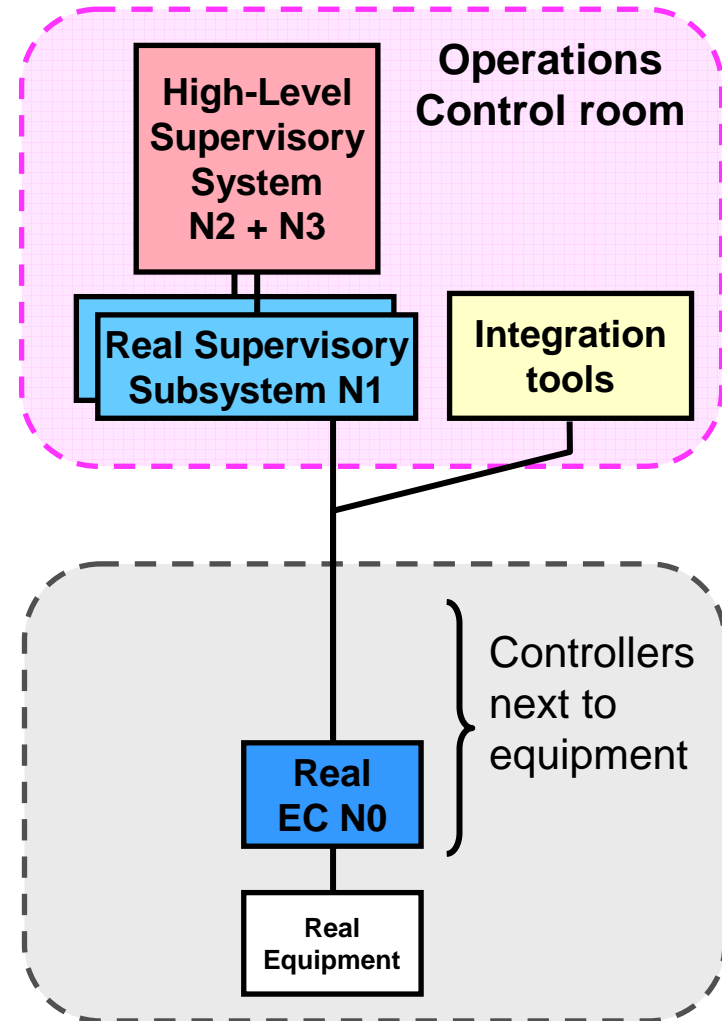 Operations
Control room
High-Level
Supervisory
System
N2 + N3
Real Supervisory
Subsystem N1
Integration
tools
Controllers
next to
equipment
Real
EC N0
Real
Equipment